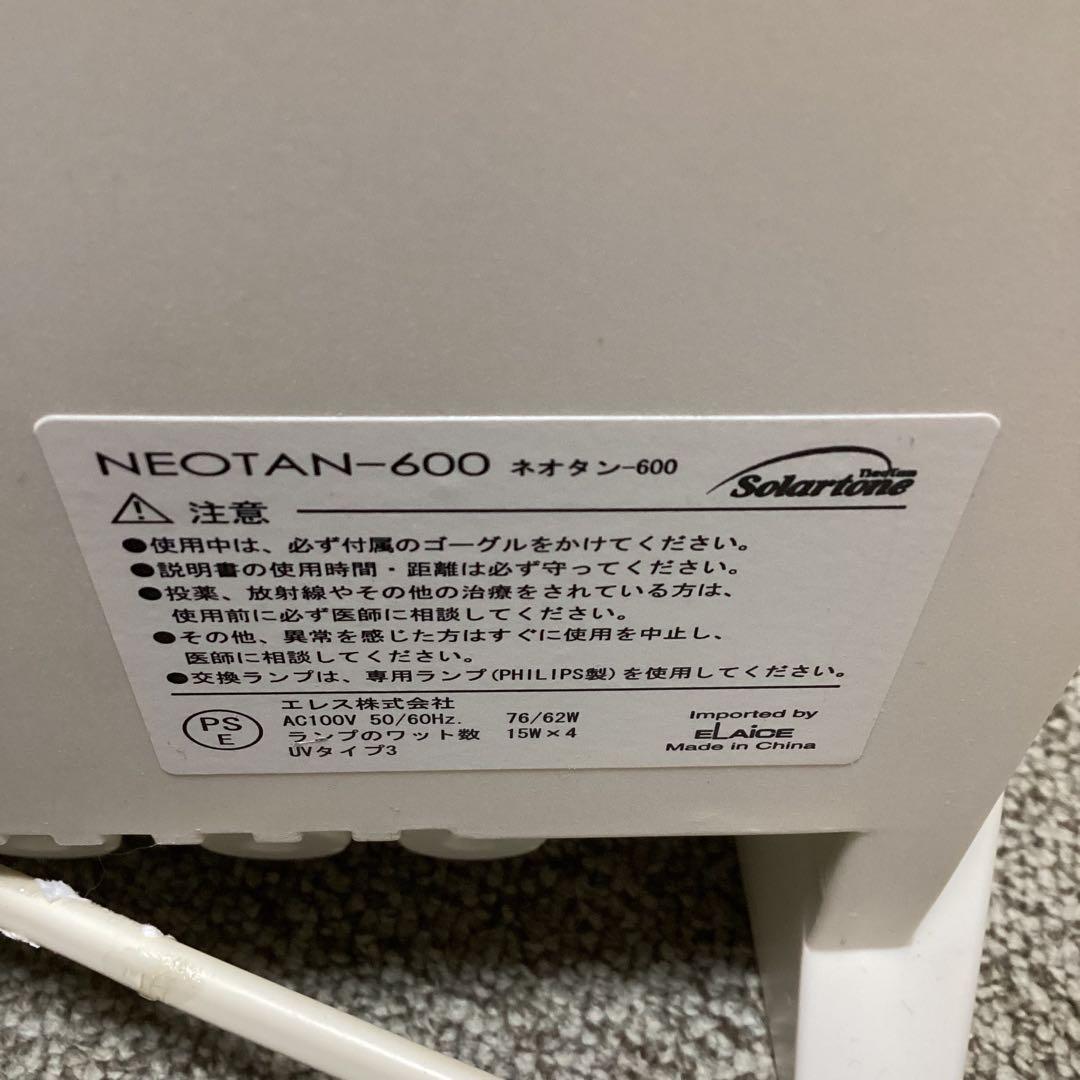 NEOTAN-600 ネオタン-600
NeoTan
Solartone
注意
●使用中は、必ず付属のゴーグルをかけてください。
●説明書の使用時間・距離は必ず守ってください。
●投薬、放射線やその他の治療をされている方は、
使用前に必ず医師に相談してください。
●その他、異常を感じた方はすぐに使用を中止し、
医師に相談してください。
●交換ランプは、専用ランプ(PHILIPS製)を使用してください。
PS
E
エレス株式会社
AC100V 50/60Hz. 76/62W
ランプのワット数 15W×4
UVタイプ3
Imported by
ELAiCE
Made in China